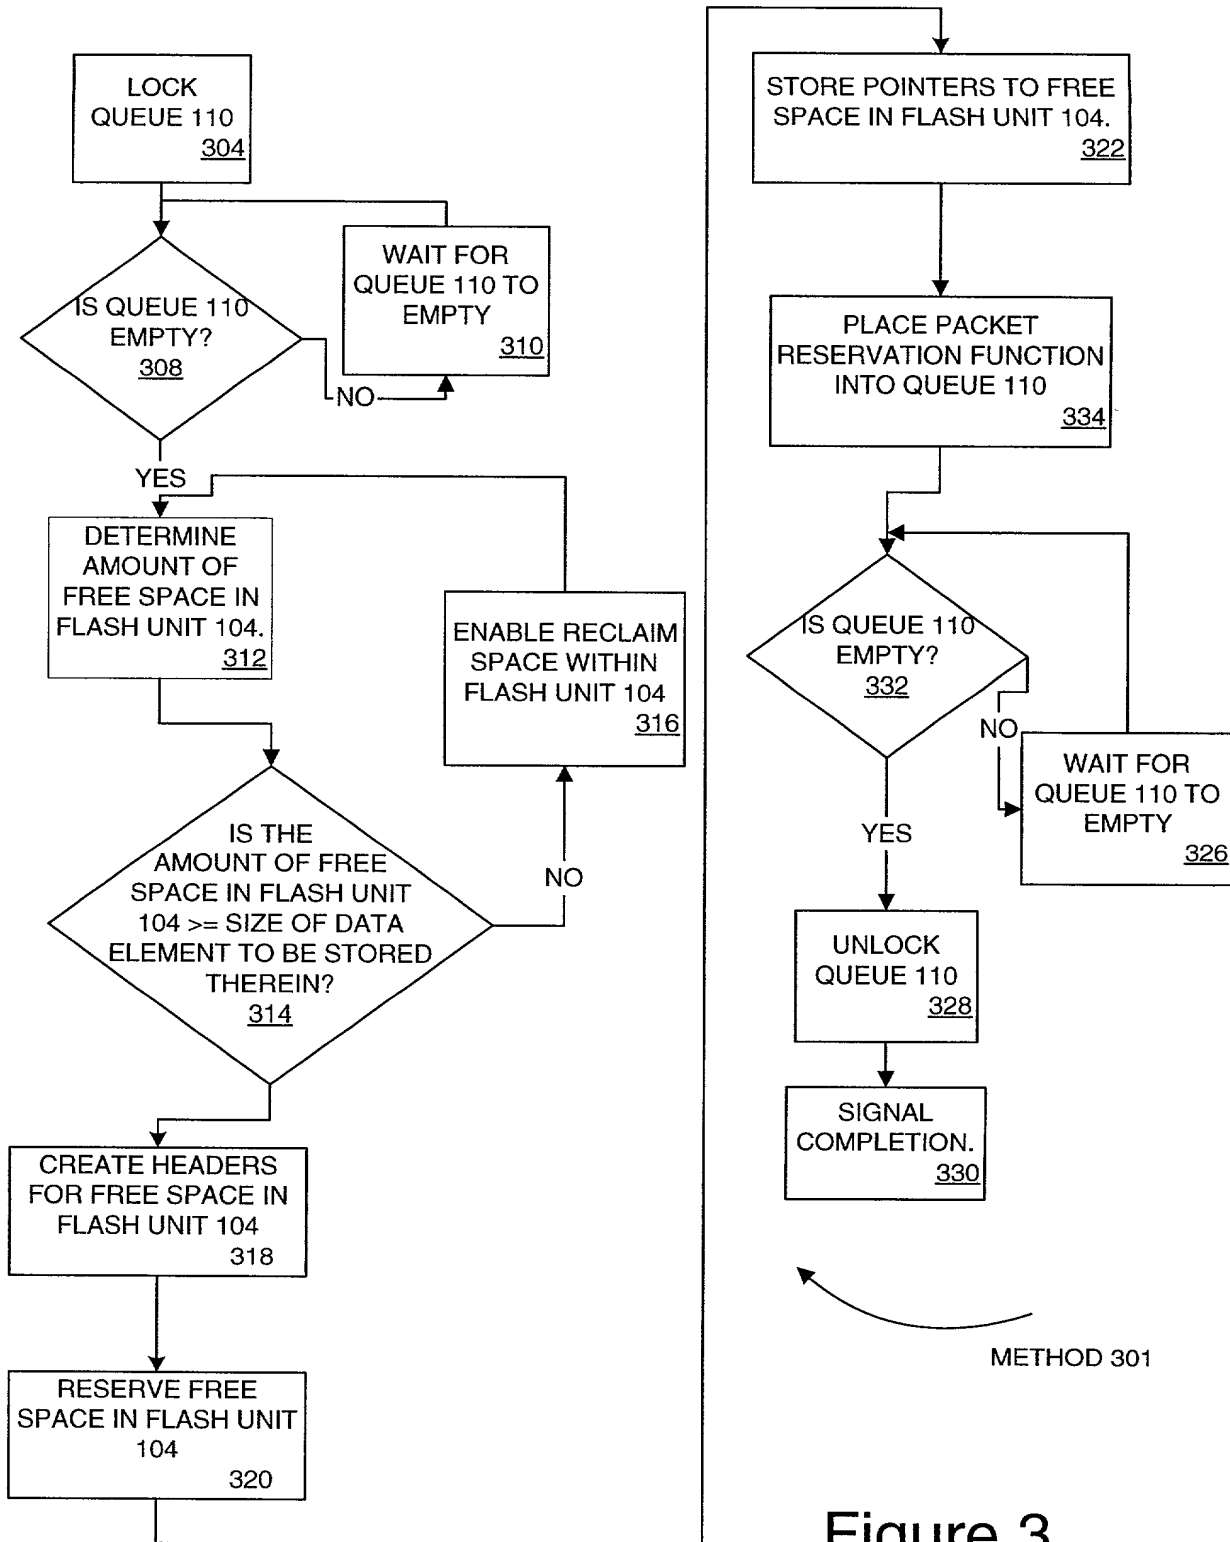 LOCK
QUEUE 110
304
IS QUEUE 110
EMPTY?
308
WAIT FOR
QUEUE 110 TO
EMPTY
310
NO
YES
DETERMINE
AMOUNT OF
FREE SPACE IN
FLASH UNIT 104.
312
ENABLE RECLAIM
SPACE WITHIN
FLASH UNIT 104
316
IS THE
AMOUNT OF FREE
SPACE IN FLASH UNIT
104 >= SIZE OF DATA
ELEMENT TO BE STORED
THEREIN?
314
NO
CREATE HEADERS
FOR FREE SPACE IN
FLASH UNIT 104
318
RESERVE FREE
SPACE IN FLASH UNIT
104
320
STORE POINTERS TO FREE
SPACE IN FLASH UNIT 104.
322
PLACE PACKET
RESERVATION FUNCTION
INTO QUEUE 110
334
IS QUEUE 110
EMPTY?
332
NO
WAIT FOR
QUEUE 110 TO
EMPTY
326
YES
UNLOCK
QUEUE 110
328
SIGNAL
COMPLETION.
330
METHOD 301
Figure 3